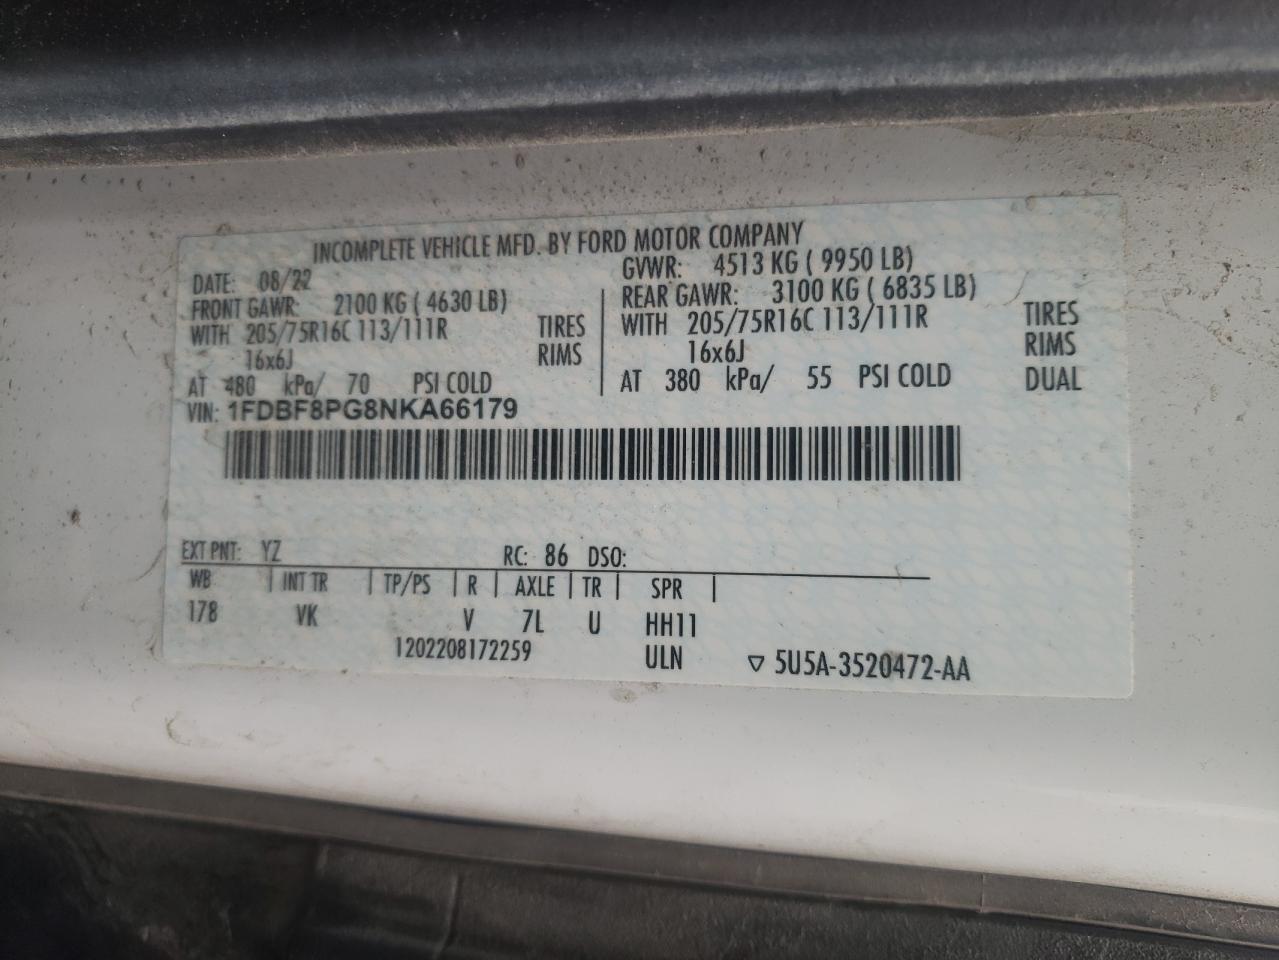 INCOMPLETE VEHICLE MFD. BY FORD MOTOR COMPANY
DATE: 08/22 GVWR: 4513 KG ( 9950 LB)
FRONT GAWR: 2100 KG ( 4630 LB) REAR GAWR: 3100 KG ( 6835 LB)
WITH 205/75R16C 113/111R TIRES WITH 205/75R16C 113/111R TIRES
16x6J RIMS 16x6J RIMS
AT 480 kPa/ 70 PSI COLD AT 380 kPa/ 55 PSI COLD DUAL
VIN: 1FDBF8PG8NKA66179
EXT PNT: YZ RC: 86 DSO:
WB INT TR TP/PS R AXLE TR SPR
178 VK V 7L U HH11
1202208172259 ULN ▽ 5U5A-3520472-AA